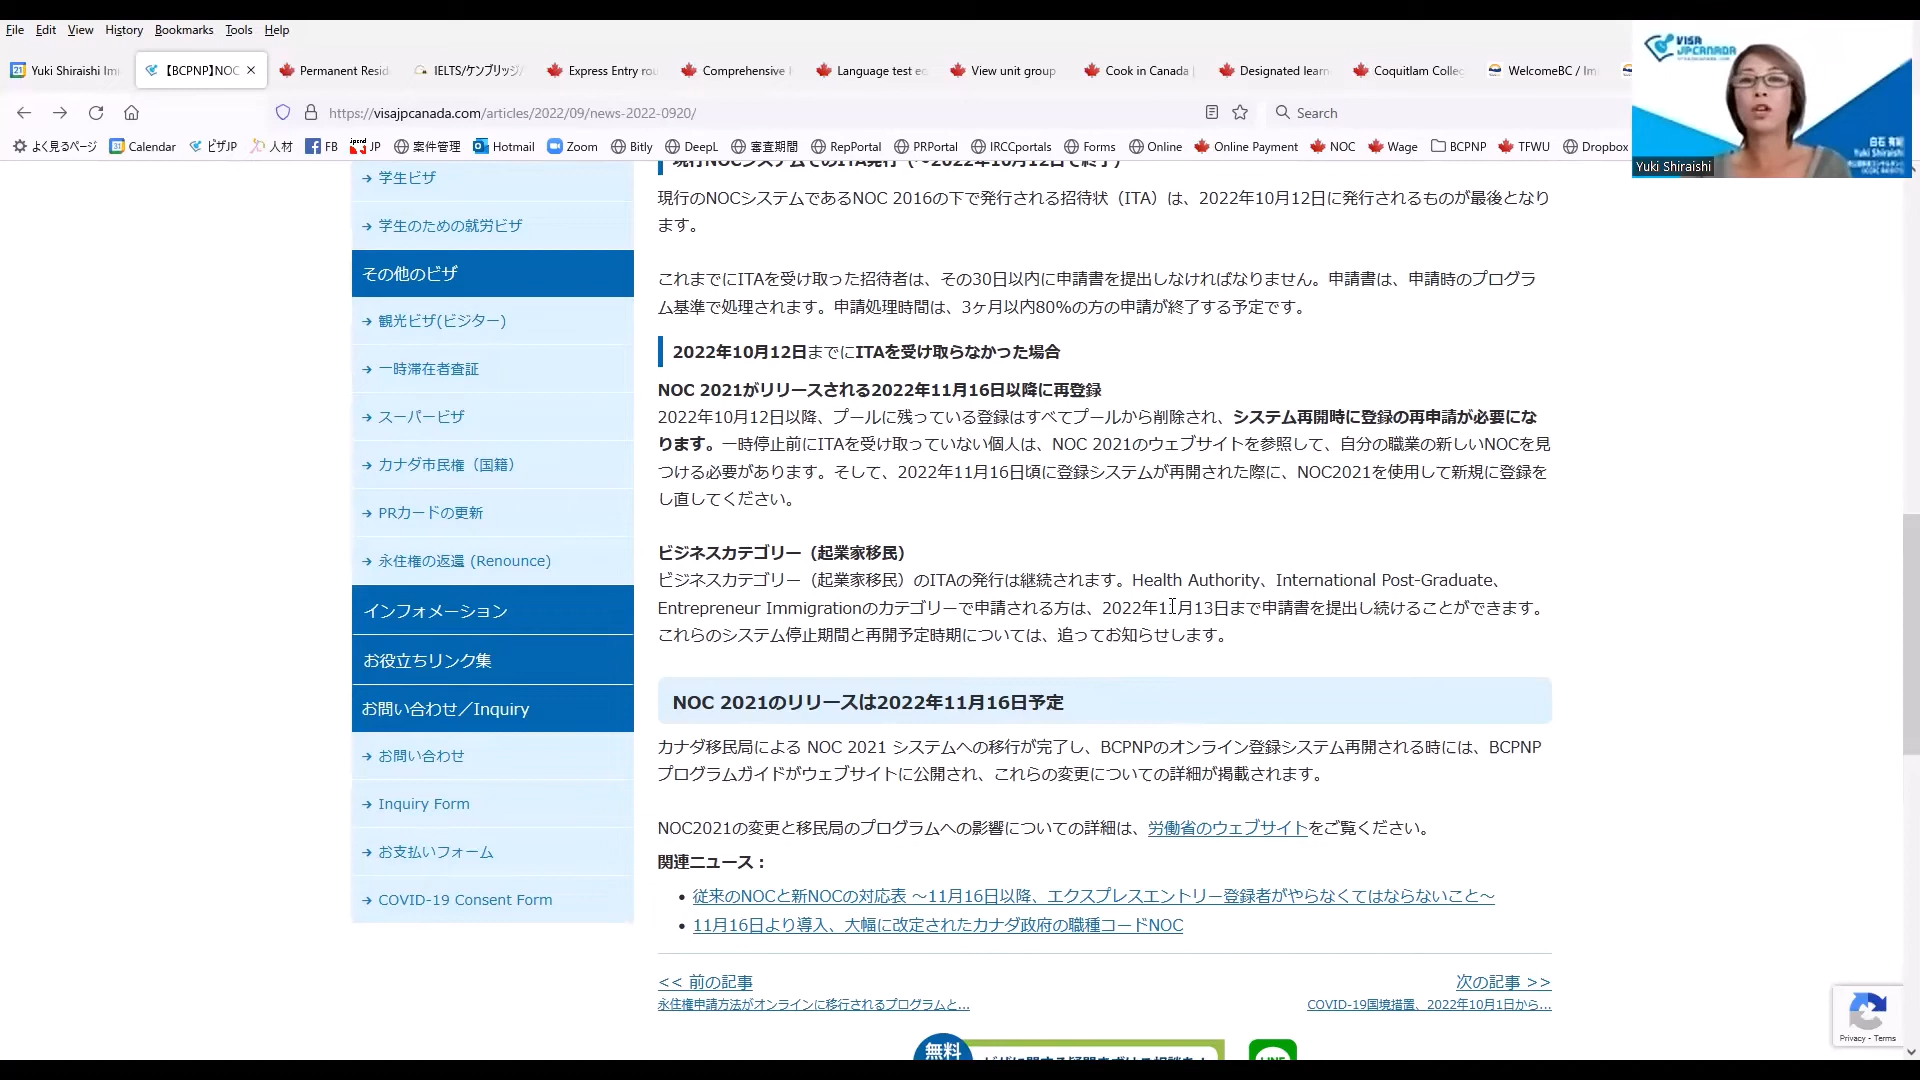 File Edit View History Bookmarks Tools Help
Yuki Shiraishi Im
【BCPNP】NOC
Permanent Resid
IELTS/ケンブリッジ
Express Entry rou
Comprehensive
Language test eq
View unit group
Cook in Canada
Designated learn
Coquitlam Colleg
WelcomeBC / Im
https://visajpcanada.com/articles/2022/09/news-2022-0920/
Search
よく見るページ Calendar ビザJP 人材 FB JP 案件管理 Hotmail Zoom Bitly DeepL 審査期間 RepPortal PRPortal IRCCportals Forms Online Online Payment NOC Wage BCPNP TFWU Dropbox
VISA
JPCANADA
白石 有紀
Yuki Shiraishi
Yuki Shiraishi
学生ビザ
学生のための就労ビザ
その他のビザ
観光ビザ(ビジター)
一時滞在者査証
スーパービザ
カナダ市民権（国籍）
PRカードの更新
永住権の返還 (Renounce)
インフォメーション
お役立ちリンク集
お問い合わせ／Inquiry
お問い合わせ
Inquiry Form
お支払いフォーム
COVID-19 Consent Form
現行NOCシステムでのITA発行（～2022年10月12日で終了）
現行のNOCシステムであるNOC 2016の下で発行される招待状（ITA）は、2022年10月12日に発行されるものが最後となり
ます。
これまでにITAを受け取った招待者は、その30日以内に申請書を提出しなければなりません。申請書は、申請時のプログラ
ム基準で処理されます。申請処理時間は、3ヶ月以内80%の方の申請が終了する予定です。
2022年10月12日までにITAを受け取らなかった場合
NOC 2021がリリースされる2022年11月16日以降に再登録
2022年10月12日以降、プールに残っている登録はすべてプールから削除され、システム再開時に登録の再申請が必要にな
ります。一時停止前にITAを受け取っていない個人は、NOC 2021のウェブサイトを参照して、自分の職業の新しいNOCを見
つける必要があります。そして、2022年11月16日頃に登録システムが再開された際に、NOC2021を使用して新規に登録を
し直してください。
ビジネスカテゴリー（起業家移民）
ビジネスカテゴリー（起業家移民）のITAの発行は継続されます。Health Authority、International Post-Graduate、
Entrepreneur Immigrationのカテゴリーで申請される方は、2022年11月13日まで申請書を提出し続けることができます。
これらのシステム停止期間と再開予定時期については、追ってお知らせします。
NOC 2021のリリースは2022年11月16日予定
カナダ移民局による NOC 2021 システムへの移行が完了し、BCPNPのオンライン登録システム再開される時には、BCPNP
プログラムガイドがウェブサイトに公開され、これらの変更についての詳細が掲載されます。
NOC2021の変更と移民局のプログラムへの影響についての詳細は、労働省のウェブサイトをご覧ください。
関連ニュース：
従来のNOCと新NOCの対応表 ～11月16日以降、エクスプレスエントリー登録者がやらなくてはならないこと～
11月16日より導入、大幅に改定されたカナダ政府の職種コードNOC
<< 前の記事
永住権申請方法がオンラインに移行されるプログラムと...
次の記事 >>
COVID-19国境措置、2022年10月1日から...
無料
LINE
Privacy - Terms